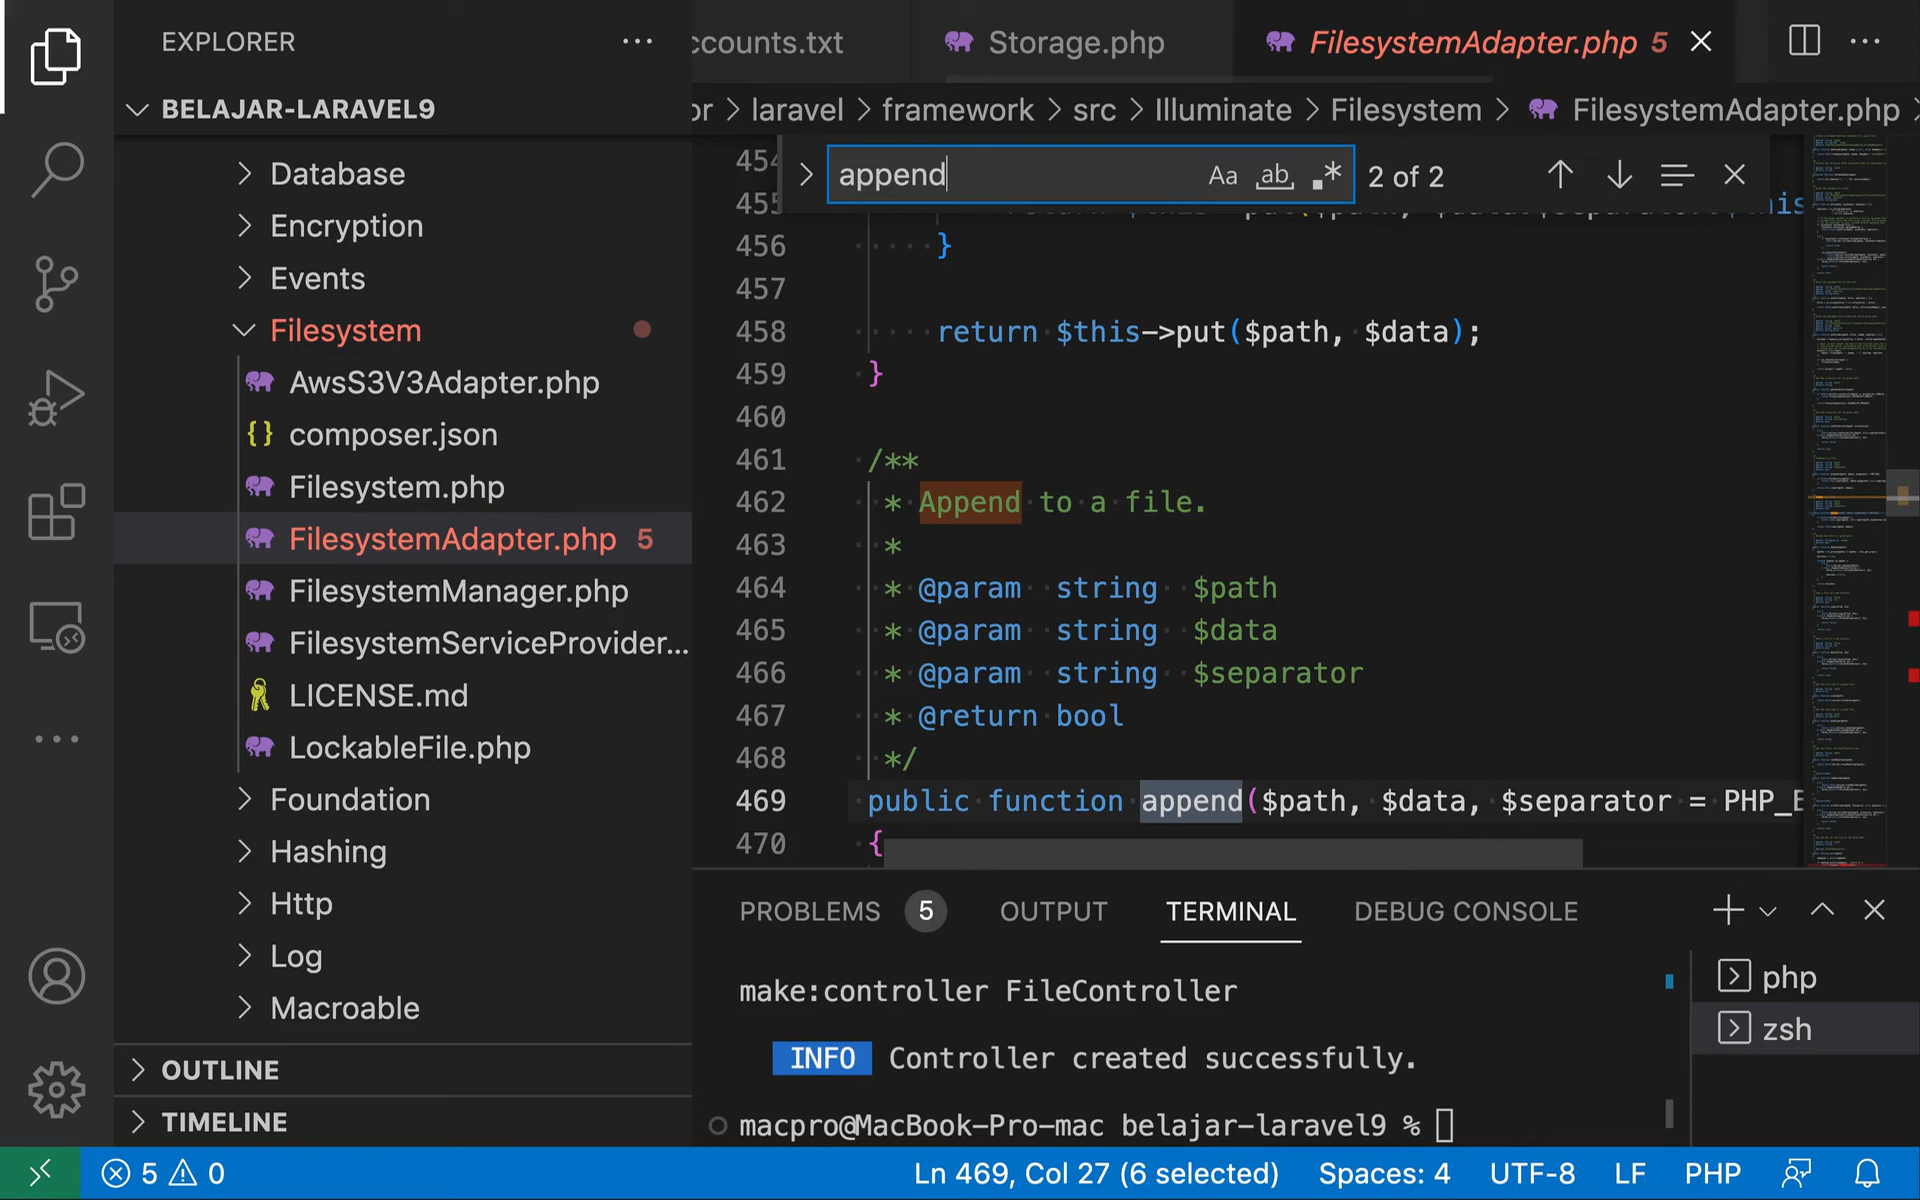 EXPLORER
ccounts.txt
Storage.php
FilesystemAdapter.php 5
BELAJAR-LARAVEL9
or > laravel > framework > src > Illuminate > Filesystem > FilesystemAdapter.php
append
Aa ab .*
2 of 2
Database
Encryption
Events
Filesystem
AwsS3V3Adapter.php
{} composer.json
Filesystem.php
FilesystemAdapter.php 5
FilesystemManager.php
FilesystemServiceProvider...
LICENSE.md
LockableFile.php
Foundation
Hashing
Http
Log
Macroable
OUTLINE
TIMELINE
454
455
456 }
457
458 return $this->put($path, $data);
459 }
460
461 /**
462 * Append to a file.
463 *
464 * @param string $path
465 * @param string $data
466 * @param string $separator
467 * @return bool
468 */
469 public function append($path, $data, $separator = PHP_E
470 {
PROBLEMS 5 OUTPUT TERMINAL DEBUG CONSOLE
make:controller FileController
INFO Controller created successfully.
macpro@MacBook-Pro-mac belajar-laravel9 %
php
zsh
5 0
Ln 469, Col 27 (6 selected) Spaces: 4 UTF-8 LF PHP